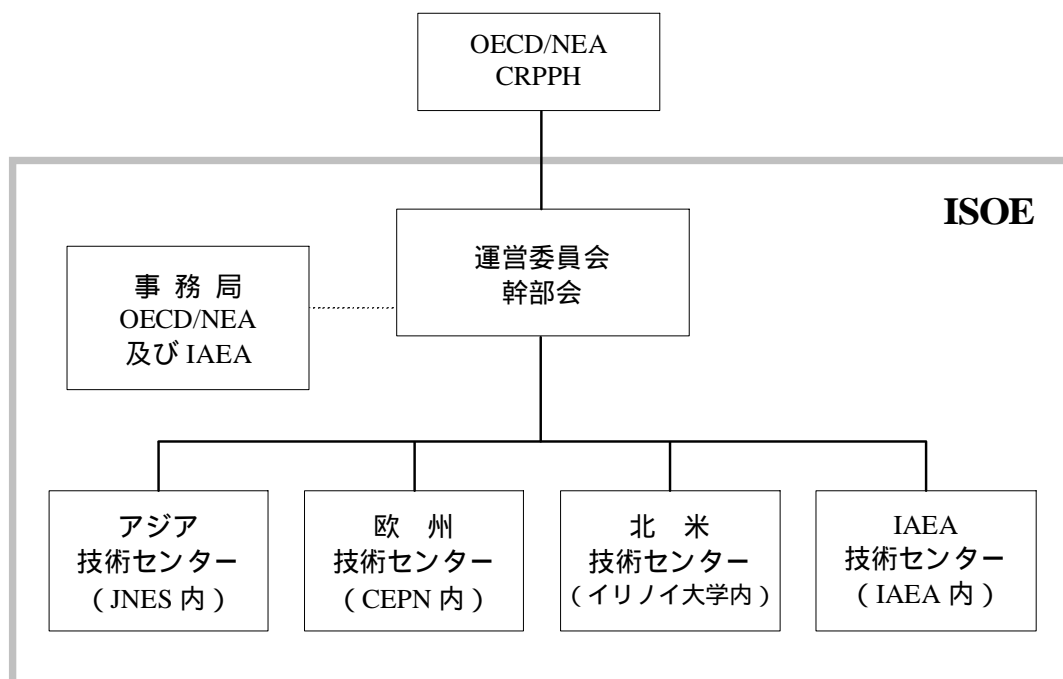 OECD/NEA
CRPPH
ISOE
運営委員会
幹部会
事 務 局
OECD/NEA
及び IAEA
アジア
技術センター
（JNES 内）
欧 州
技術センター
（CEPN 内）
北 米
技術センター
（イリノイ大学内）
IAEA
技術センター
（IAEA 内）